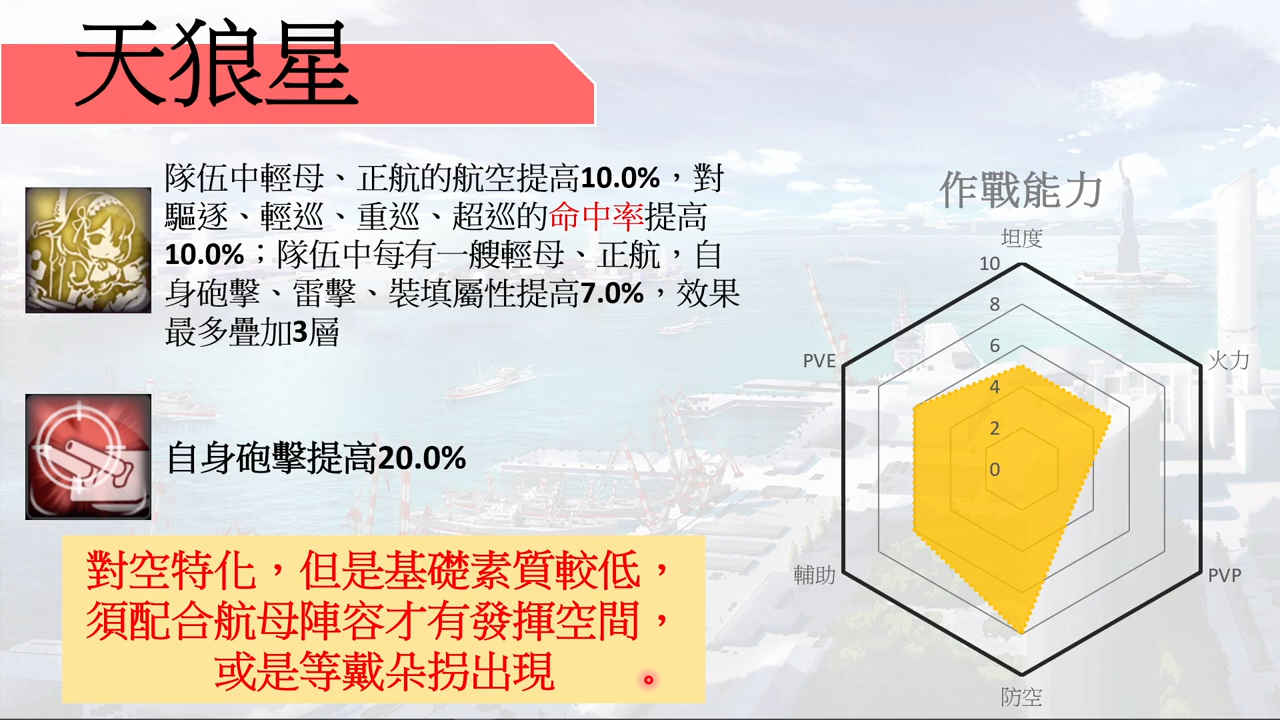 天狼星
隊伍中輕母、正航的航空提高10.0%，對
驅逐、輕巡、重巡、超巡的命中率提高
10.0%；隊伍中每有一艘輕母、正航，自
身砲擊、雷擊、裝填屬性提高7.0%，效果
最多疊加3層
自身砲擊提高20.0%
對空特化，但是基礎素質較低，
須配合航母陣容才有發揮空間，
或是等戴朵拐出現。
作戰能力
坦度
10
8
6
4
2
0
PVE
火力
輔助
PVP
防空